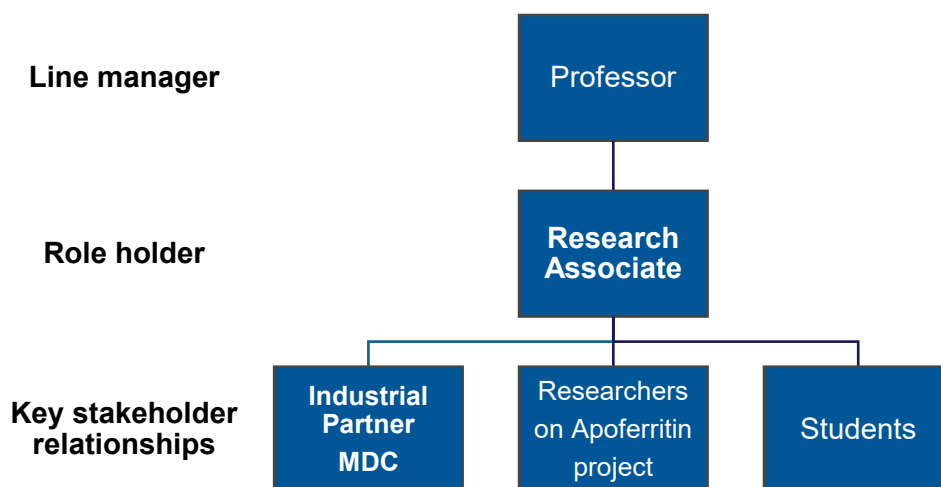 Line manager
Professor
Role holder
Research
Associate
Key stakeholder
relationships
Industrial
Partner
MDC
Researchers
on Apoferritin
project
Students